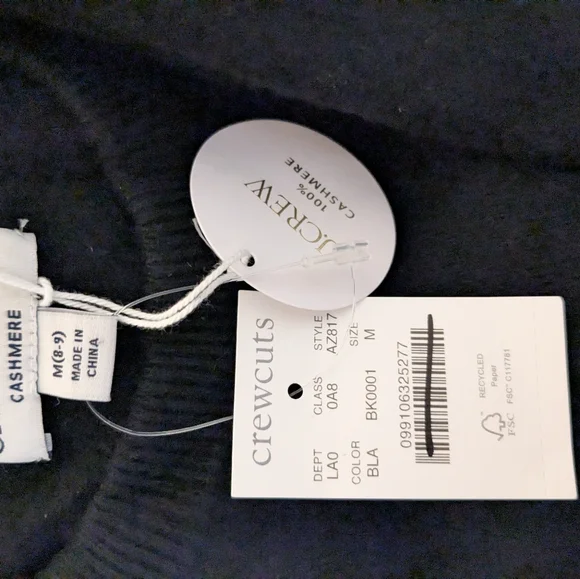 J.CREW
100%
CASHMERE
CASHMERE
M(8-9)
MADE IN
CHINA
crewcuts
DEPT CLASS STYLE
LA0 0A8 AZ817
COLOR SIZE
BLA BK0001 M
099106325277
RECYCLED
Paper
FSC
FSC™ C117781